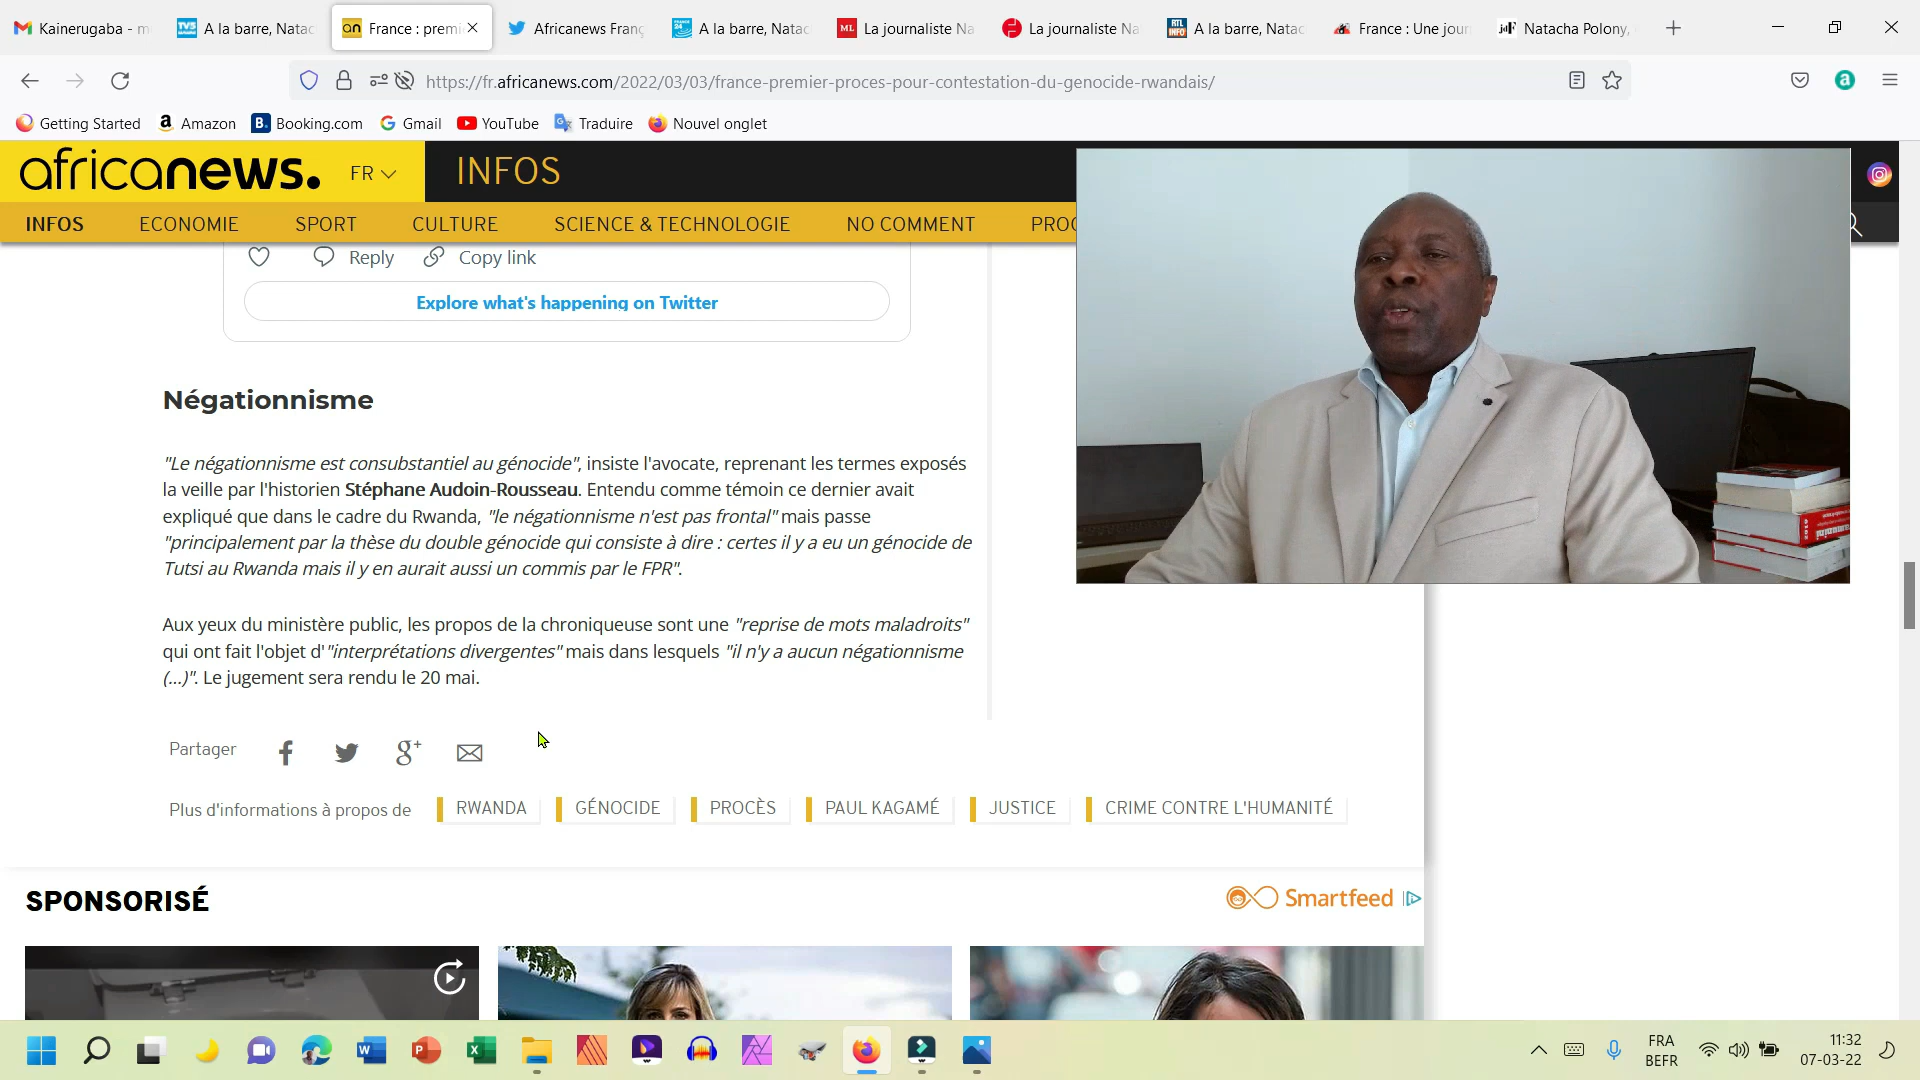 Kainerugaba - m
A la barre, Natac
France : premi
Africanews Franç
A la barre, Natac
La journaliste Na
La journaliste Na
A la barre, Natac
France : Une jour
Natacha Polony,
https://fr.africanews.com/2022/03/03/france-premier-proces-pour-contestation-du-genocide-rwandais/
Getting Started
Amazon
Booking.com
Gmail
YouTube
Traduire
Nouvel onglet
africanews.
FR
INFOS
INFOS
ECONOMIE
SPORT
CULTURE
SCIENCE & TECHNOLOGIE
NO COMMENT
PROG
Reply
Copy link
Explore what's happening on Twitter
Négationnisme
"Le négationnisme est consubstantiel au génocide", insiste l'avocate, reprenant les termes exposés
la veille par l'historien Stéphane Audoin-Rousseau. Entendu comme témoin ce dernier avait
expliqué que dans le cadre du Rwanda, "le négationnisme n'est pas frontal" mais passe
"principalement par la thèse du double génocide qui consiste à dire : certes il y a eu un génocide de
Tutsi au Rwanda mais il y en aurait aussi un commis par le FPR".
Aux yeux du ministère public, les propos de la chroniqueuse sont une "reprise de mots maladroits"
qui ont fait l'objet d'"interprétations divergentes" mais dans lesquels "il n'y a aucun négationnisme
(...)". Le jugement sera rendu le 20 mai.
Partager
Plus d'informations à propos de
RWANDA
GÉNOCIDE
PROCÈS
PAUL KAGAMÉ
JUSTICE
CRIME CONTRE L'HUMANITÉ
SPONSORISÉ
Smartfeed
FRA
BEFR
11:32
07-03-22